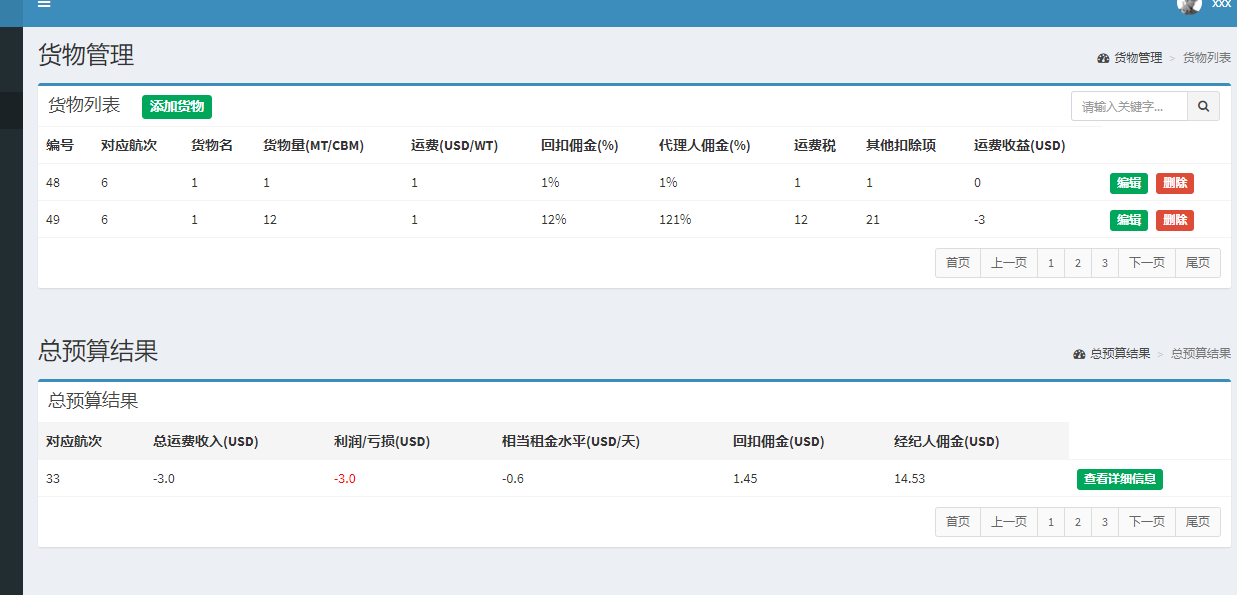 xxx
货物管理
货物管理 > 货物列表
货物列表 添加货物 请输入关键字...
编号 对应航次 货物名 货物量(MT/CBM) 运费(USD/WT) 回扣佣金(%) 代理人佣金(%) 运费税 其他扣除项 运费收益(USD)
48 6 1 1 1 1% 1% 1 1 0 编辑 删除
49 6 1 12 1 12% 121% 12 21 -3 编辑 删除
首页 上一页 1 2 3 下一页 尾页
总预算结果
总预算结果 > 总预算结果
总预算结果
对应航次 总运费收入(USD) 利润/亏损(USD) 相当租金水平(USD/天) 回扣佣金(USD) 经纪人佣金(USD)
33 -3.0 -3.0 -0.6 1.45 14.53 查看详细信息
首页 上一页 1 2 3 下一页 尾页